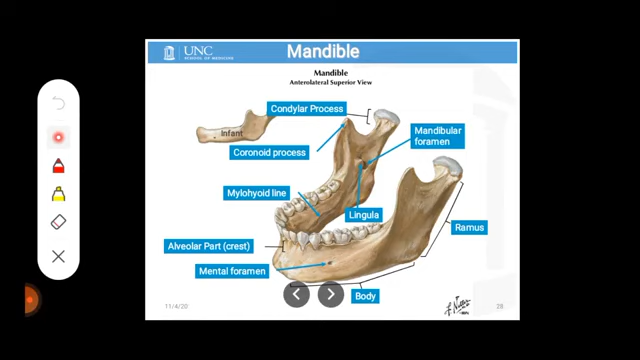 UNC
SCHOOL OF MEDICINE
Mandible
Mandible
Anterolateral Superior View
Condylar Process
Infant
Mandibular
foramen
Coronoid process
Mylohyoid line
Lingula
Ramus
Alveolar Part (crest)
Mental foramen
Body
11/4/20
28